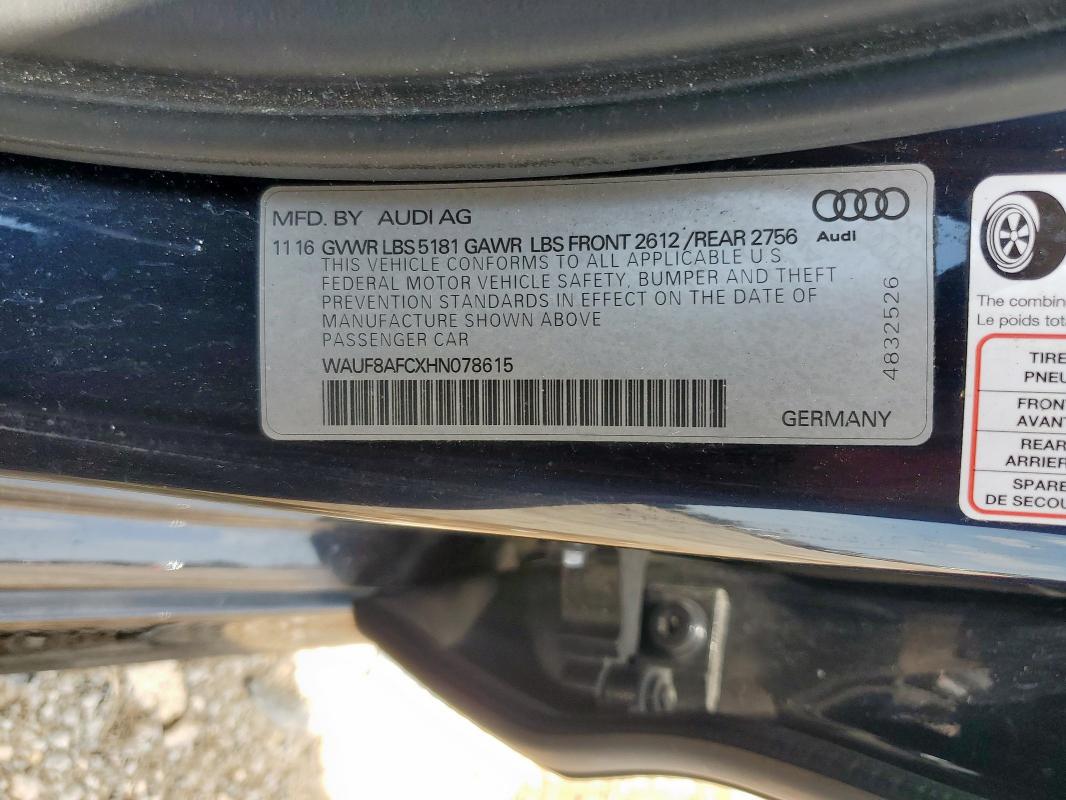 MFD. BY AUDI AG
Audi
11 16 GVWR LBS 5181 GAWR LBS FRONT 2612 /REAR 2756
THIS VEHICLE CONFORMS TO ALL APPLICABLE U.S.
FEDERAL MOTOR VEHICLE SAFETY, BUMPER AND THEFT
PREVENTION STANDARDS IN EFFECT ON THE DATE OF
MANUFACTURE SHOWN ABOVE
PASSENGER CAR
WAUF8AFCXHN078615
4832526
GERMANY
The combin
Le poids tot
TIRE
PNEU
FRONT
AVANT
REAR
ARRIER
SPARE
DE SECOU